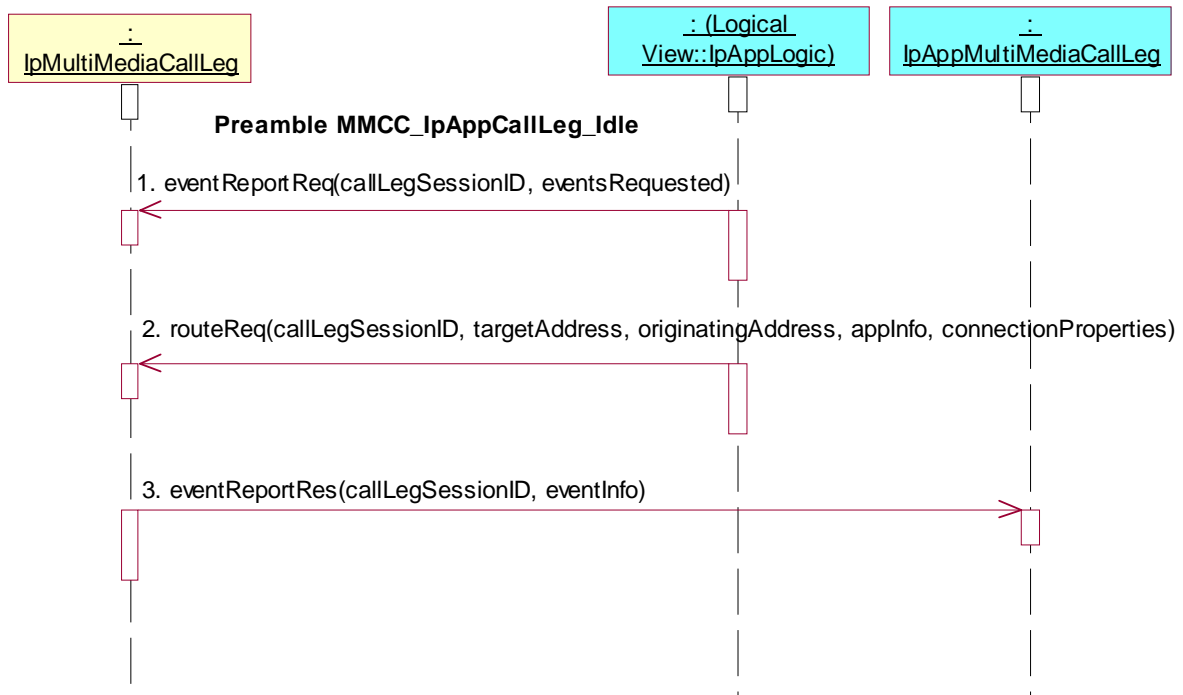 :
IpMultiMediaCallLeg
: (Logical
View::IpAppLogic)
:
IpAppMultiMediaCallLeg
Preamble MMCC_IpAppCallLeg_Idle
1. eventReportReq(callLegSessionID, eventsRequested)
2. routeReq(callLegSessionID, targetAddress, originatingAddress, appInfo, connectionProperties)
3. eventReportRes(callLegSessionID, eventInfo)